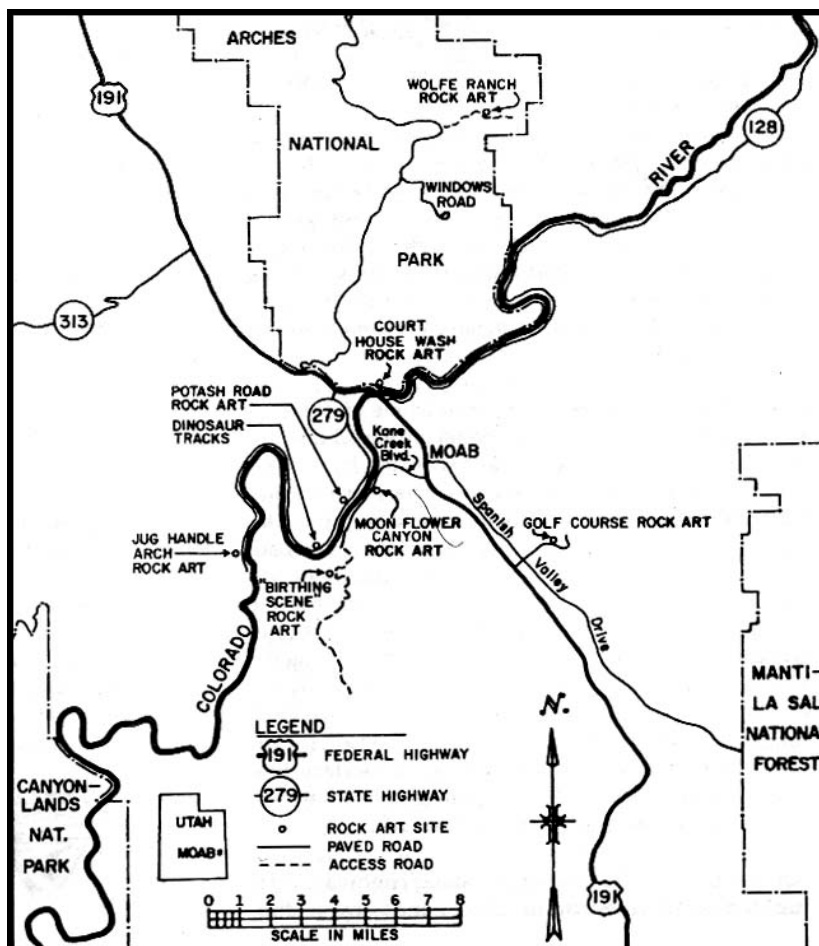 ARCHES
191
WOLFE RANCH
ROCK ART
128
NATIONAL
RIVER
WINDOWS
ROAD
PARK
313
COURT
HOUSE WASH
ROCK ART
POTASH ROAD
ROCK ART
279
DINOSAUR
TRACKS
Kane
Creek
Blvd.
MOAB
Spanish
Valley
Drive
GOLF COURSE ROCK ART
MOON FLOWER
CANYON
ROCK ART
JUG HANDLE
ARCH
ROCK ART
"BIRTHING
SCENE"
ROCK
ART
COLORADO
MANTI-
LA SAL
NATIONA
FOREST
N.
LEGEND
191 FEDERAL HIGHWAY
279 STATE HIGHWAY
ROCK ART SITE
PAVED ROAD
ACCESS ROAD
CANYON-
LANDS
NAT.
PARK
UTAH
MOAB
191
0 1 2 3 4 5 6 7 8
SCALE IN MILES